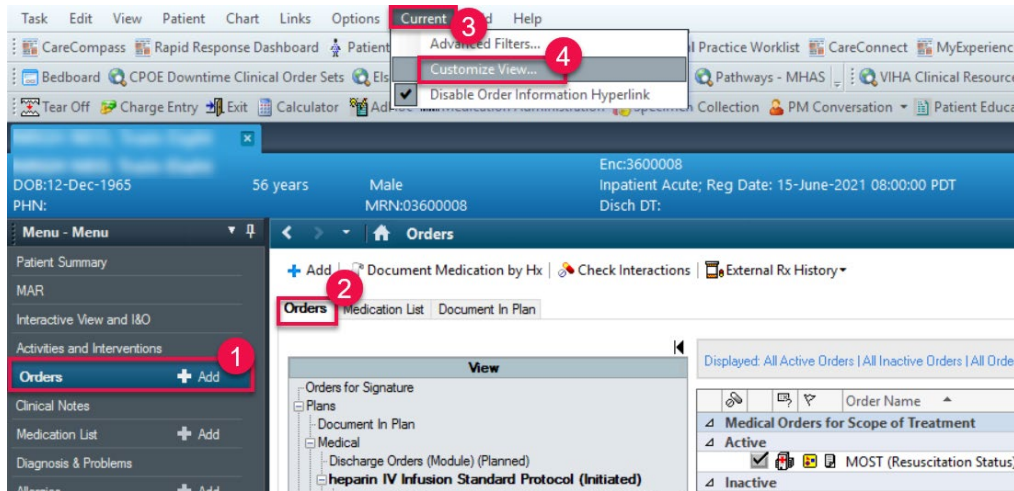 Task Edit View Patient Chart Links Options Current Help
3
CareCompass Rapid Response Dashboard Patient Advanced Filters... l Practice Worklist CareConnect MyExperienc
4
Bedboard CPOE Downtime Clinical Order Sets Els Customize View... Pathways - MHAS VIHA Clinical Resource
Tear Off Charge Entry Exit Calculator AdHoc Disable Order Information Hyperlink Collection PM Conversation Patient Educa
Enc:3600008
DOB:12-Dec-1965 56 years Male Inpatient Acute; Reg Date: 15-June-2021 08:00:00 PDT
PHN: MRN:03600008 Disch DT:
Menu - Menu Orders
Patient Summary
+ Add Document Medication by Hx Check Interactions External Rx History
MAR
2
Interactive View and I&O Orders Medication List Document In Plan
Activities and Interventions
1
Orders + Add View Displayed: All Active Orders | All Inactive Orders | All Orde
Orders for Signature
Clinical Notes Plans Order Name
Document In Plan Medical Orders for Scope of Treatment
Medication List + Add Medical Active
Diagnosis & Problems Discharge Orders (Module) (Planned) MOST (Resuscitation Status)
heparin IV Infusion Standard Protocol (Initiated) Inactive
Allergies + Add